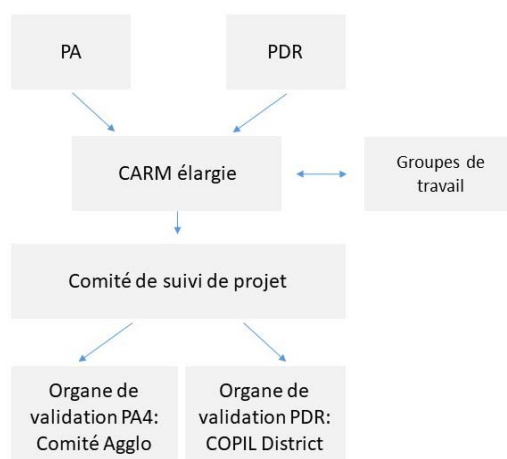 PA
PDR
CARM élargie
Groupes de
travail
Comité de suivi de projet
Organe de
validation PA4:
Comité Agglo
Organe de
validation PDR:
COPIL District